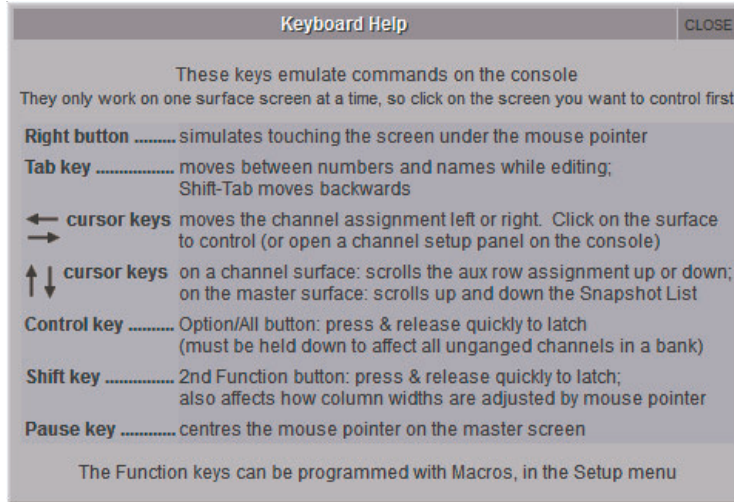 Keyboard Help
CLOSE
These keys emulate commands on the console
They only work on one surface screen at a time, so click on the screen you want to control first
Right button ......... simulates touching the screen under the mouse pointer
Tab key .................. moves between numbers and names while editing;
Shift-Tab moves backwards
cursor keys moves the channel assignment left or right. Click on the surface
to control (or open a channel setup panel on the console)
cursor keys on a channel surface: scrolls the aux row assignment up or down;
on the master surface: scrolls up and down the Snapshot List
Control key .......... Option/All button: press & release quickly to latch
(must be held down to affect all unganged channels in a bank)
Shift key ............... 2nd Function button: press & release quickly to latch;
also affects how column widths are adjusted by mouse pointer
Pause key ............ centres the mouse pointer on the master screen
The Function keys can be programmed with Macros, in the Setup menu